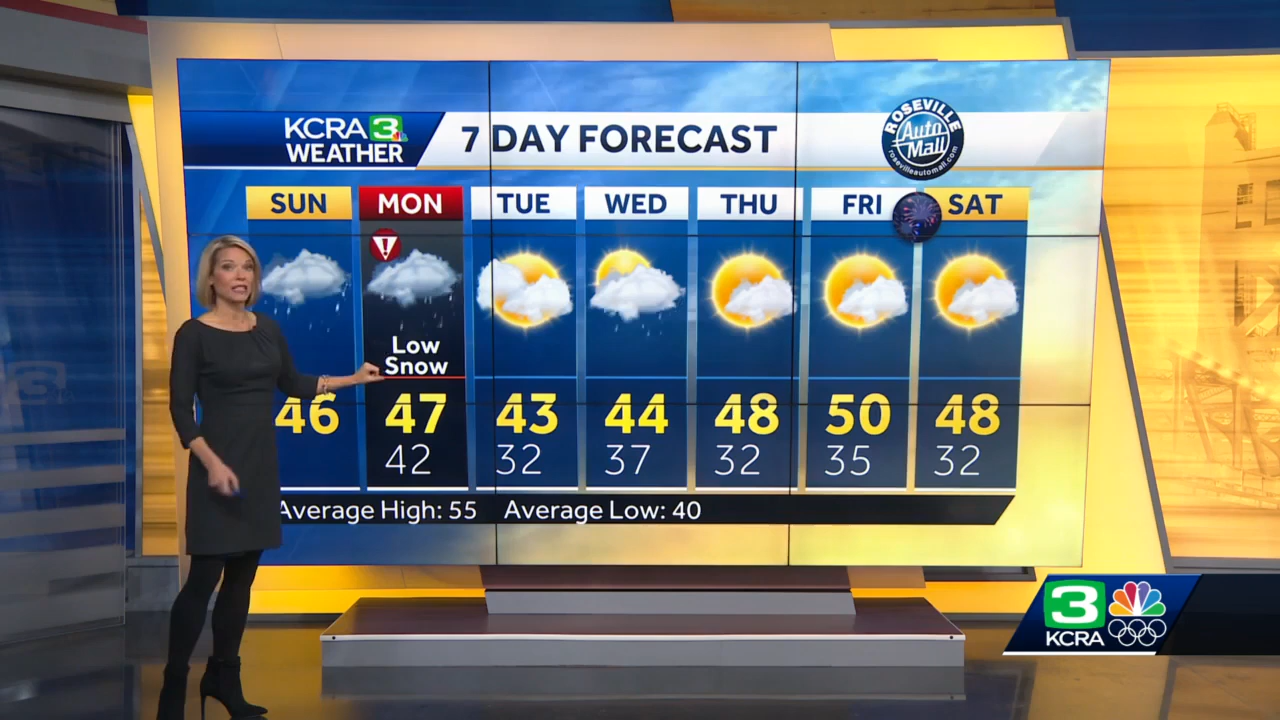 KCRA 3
WEATHER
7 DAY FORECAST
ROSEVILLE
Auto
Mall
rosevilleautomall.com
SUN MON TUE WED THU FRI SAT
!
Low
Snow
46 47 43 44 48 50 48
42 32 37 32 35 32
Average High: 55 Average Low: 40
3
KCRA